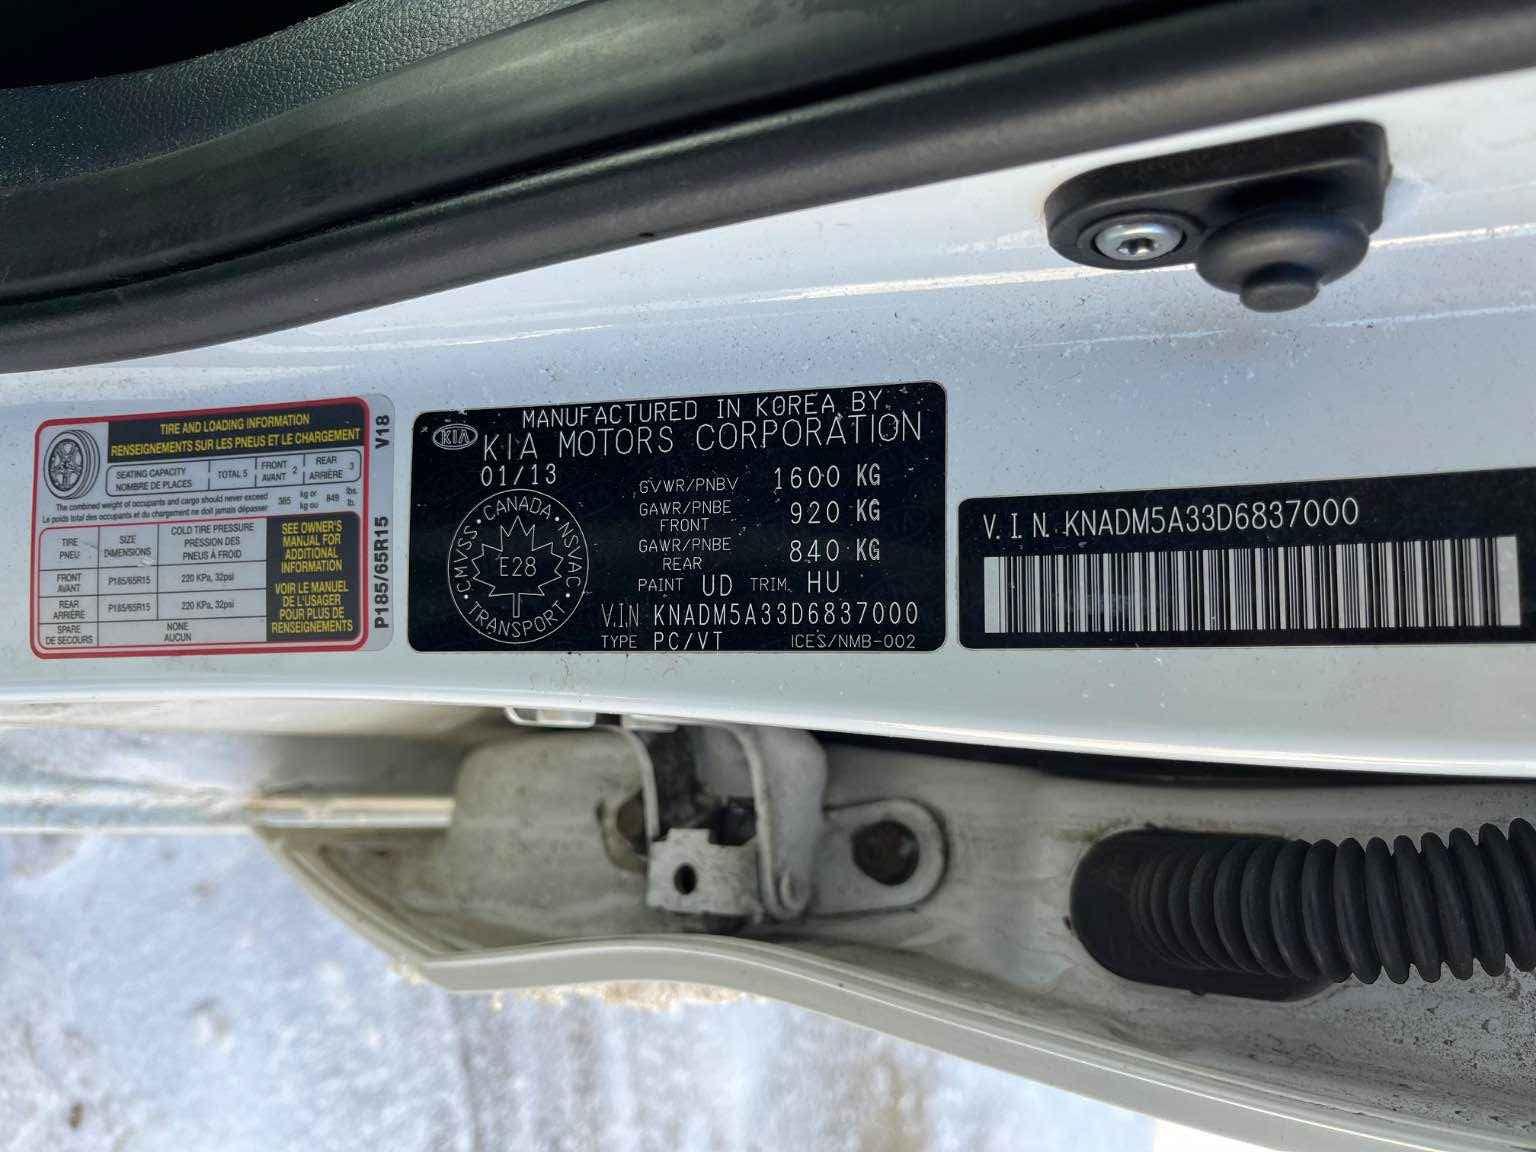 TIRE AND LOADING INFORMATION
RENSEIGNEMENTS SUR LES PNEUS ET LE CHARGEMENT
SEATING CAPACITY
NOMBRE DE PLACES
TOTAL 5
FRONT
AVANT
2
REAR
ARRIÈRE
3
The combined weight of occupants and cargo should never exceed
Le poids total des occupants et du chargement ne doit jamais dépasser
385
kg or
kg ou
849
lbs.
lb.
TIRE
PNEU
SIZE
DIMENSIONS
COLD TIRE PRESSURE
PRESSION DES
PNEUS À FROID
FRONT
AVANT
P185/65R15
220 KPa, 32psi
REAR
ARRIÈRE
P185/65R15
220 KPa, 32psi
SPARE
DE SECOURS
NONE
AUCUN
SEE OWNER'S
MANUAL FOR
ADDITIONAL
INFORMATION
VOIR LE MANUEL
DE L'USAGER
POUR PLUS DE
RENSEIGNEMENTS
P185/65R15 V18
KIA
MANUFACTURED IN KOREA BY
KIA MOTORS CORPORATION
01/13
GVWR/PNBV 1600 KG
GAWR/PNBE
FRONT
920 KG
GAWR/PNBE
REAR
840 KG
PAINT UD TRIM. HU
V.IN KNADM5A33D6837000
TYPE PC/VT ICES/NMB-002
CANADA
CMVSS · NSVAC
E28
TRANSPORT
V.I.N. KNADM5A33D6837000